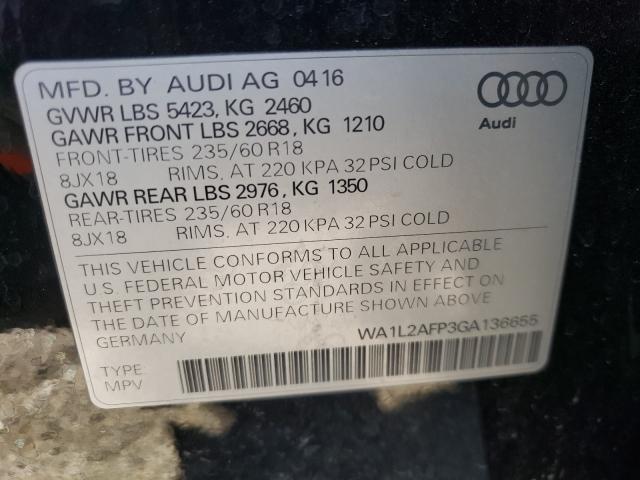 MFD. BY AUDI AG 0416
GVWR LBS 5423, KG 2460
GAWR FRONT LBS 2668, KG 1210
FRONT-TIRES 235/60 R18
8JX18 RIMS, AT 220 KPA 32 PSI COLD
GAWR REAR LBS 2976, KG 1350
REAR-TIRES 235/60 R18
8JX18 RIMS, AT 220 KPA 32 PSI COLD
Audi
THIS VEHICLE CONFORMS TO ALL APPLICABLE
U.S. FEDERAL MOTOR VEHICLE SAFETY AND
THEFT PREVENTION STANDARDS IN EFFECT ON
THE DATE OF MANUFACTURE SHOWN ABOVE.
GERMANY
WA1L2AFP3GA136655
TYPE:
MPV